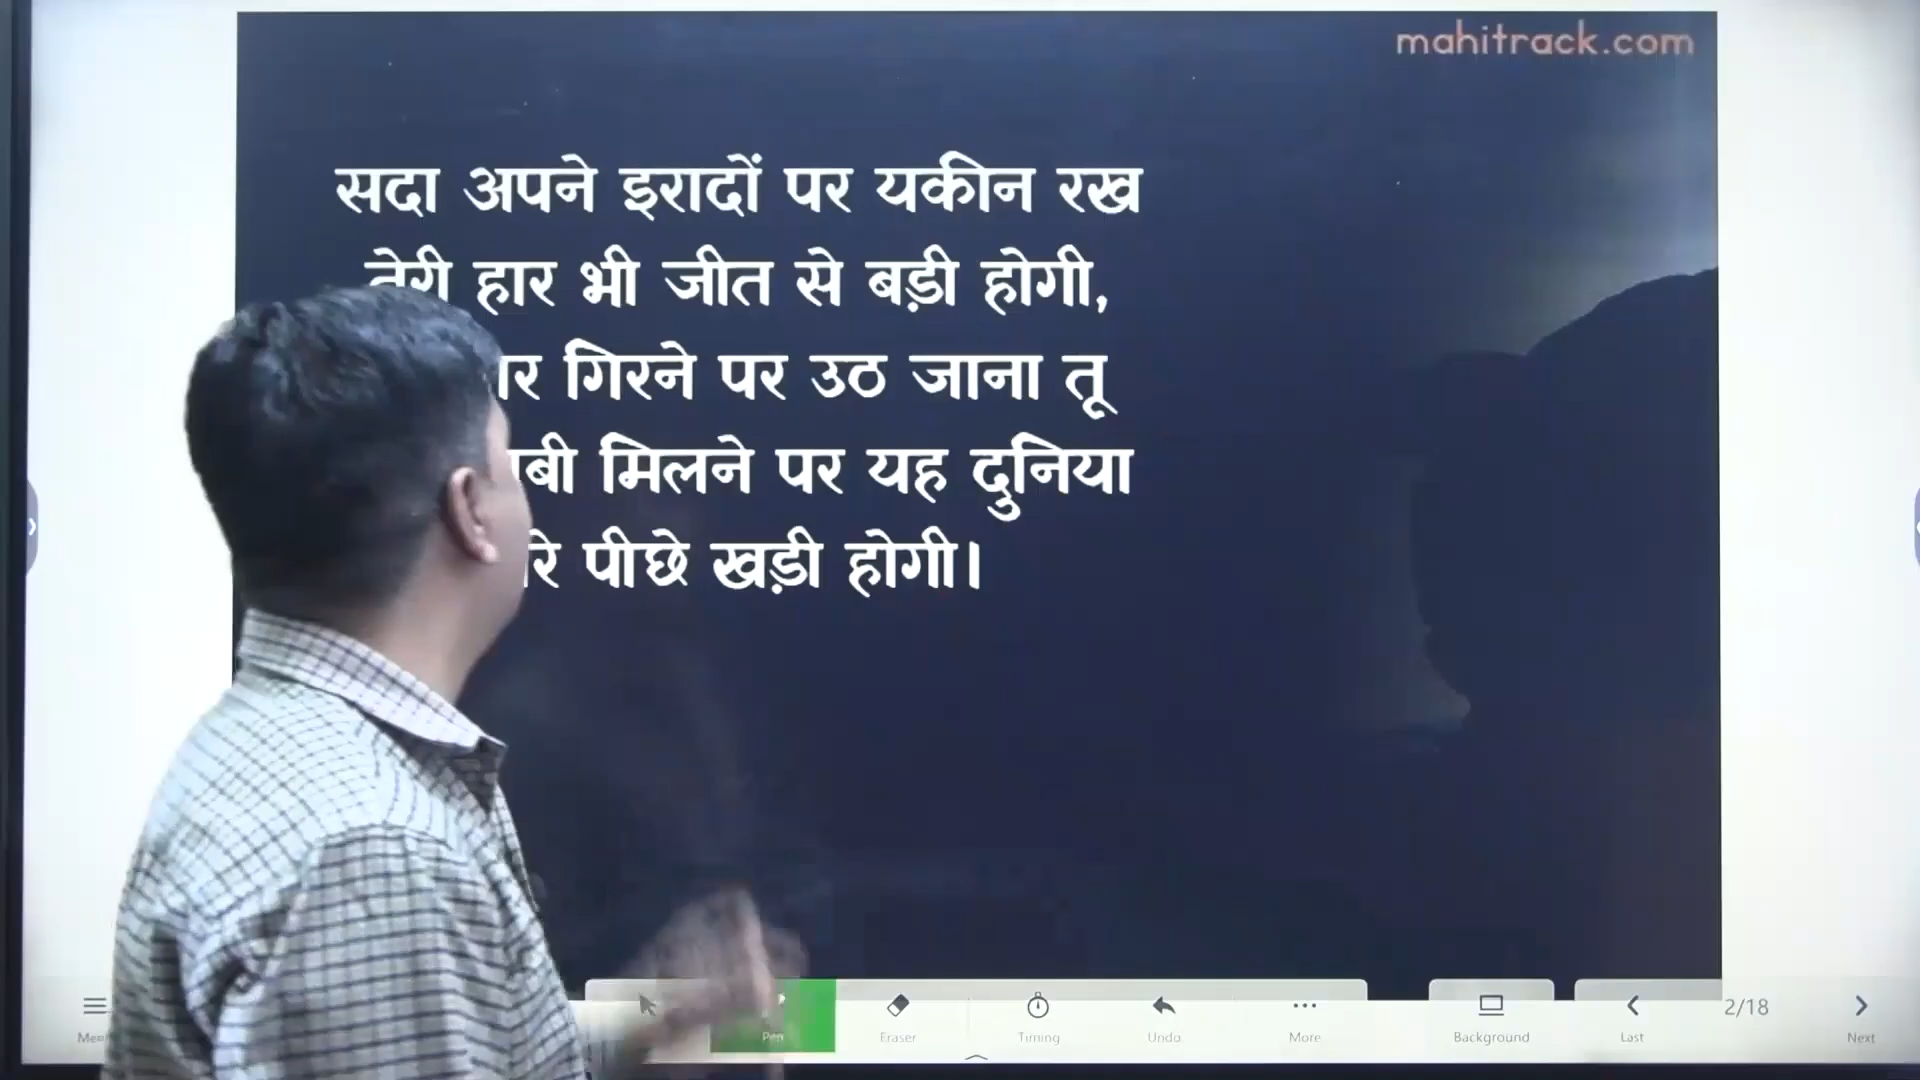 mahitrack.com
सदा अपने इरादों पर यकीन रख
तेरी हार भी जीत से बड़ी होगी,
गिरने पर उठ जाना तू
मिलने पर यह दुनिया
पीछे खड़ी होगी।
Pen
Eraser
Timing
Undo
More
Background
Last
2/18
Next